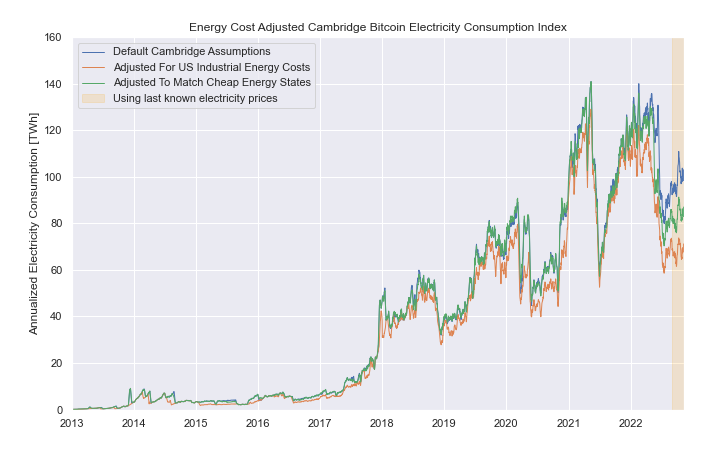 Energy Cost Adjusted Cambridge Bitcoin Electricity Consumption Index
Annualized Electricity Consumption [TWh]
160
140
120
100
80
60
40
20
0
Default Cambridge Assumptions
Adjusted For US Industrial Energy Costs
Adjusted To Match Cheap Energy States
Using last known electricity prices
2013 2014 2015 2016 2017 2018 2019 2020 2021 2022